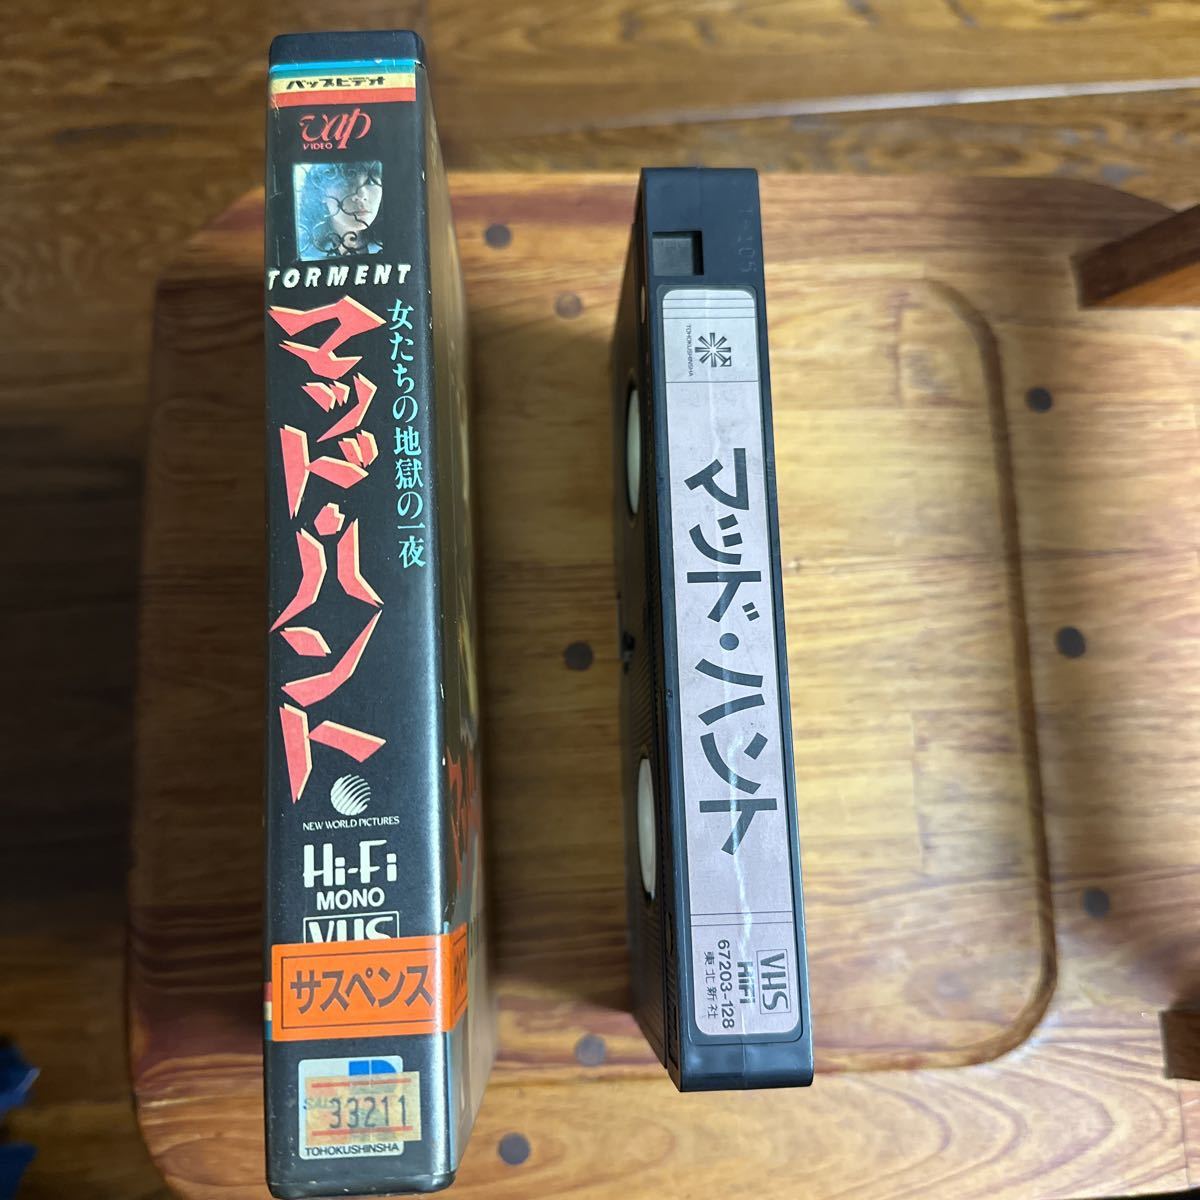 バップビデオ
vap
VIDEO
TORMENT
マッド・ハント
女たちの地獄の一夜
NEW WORLD PICTURES
Hi-Fi
MONO
VHS
サスペンス
33211
TOHOKUSHINSHA
TOHOKUSHINSHA
マッド・ハント
VHS
HiFi
67203-128
東北新社